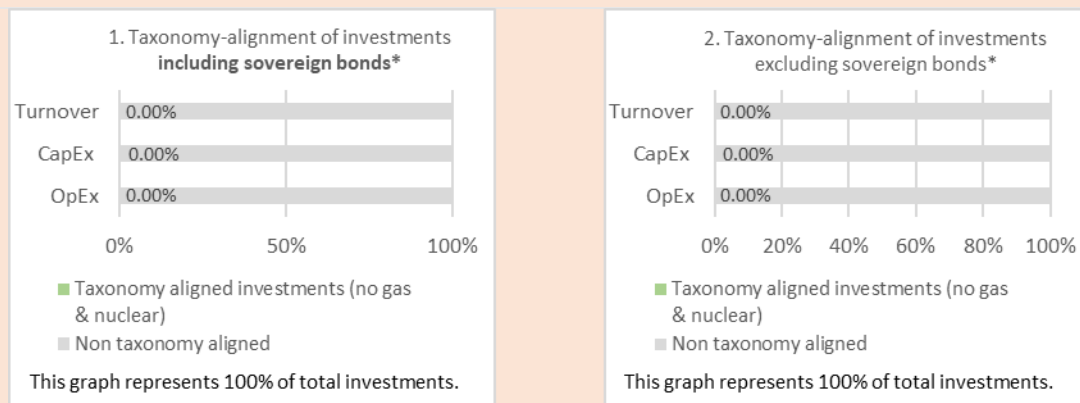 1. Taxonomy-alignment of investments
including sovereign bonds*
Turnover 0.00%
CapEx 0.00%
OpEx 0.00%
0% 50% 100%
Taxonomy aligned investments (no gas
& nuclear)
Non taxonomy aligned
This graph represents 100% of total investments.
2. Taxonomy-alignment of investments
excluding sovereign bonds*
Turnover 0.00%
CapEx 0.00%
OpEx 0.00%
0% 20% 40% 60% 80% 100%
Taxonomy aligned investments (no gas
& nuclear)
Non taxonomy aligned
This graph represents 100% of total investments.